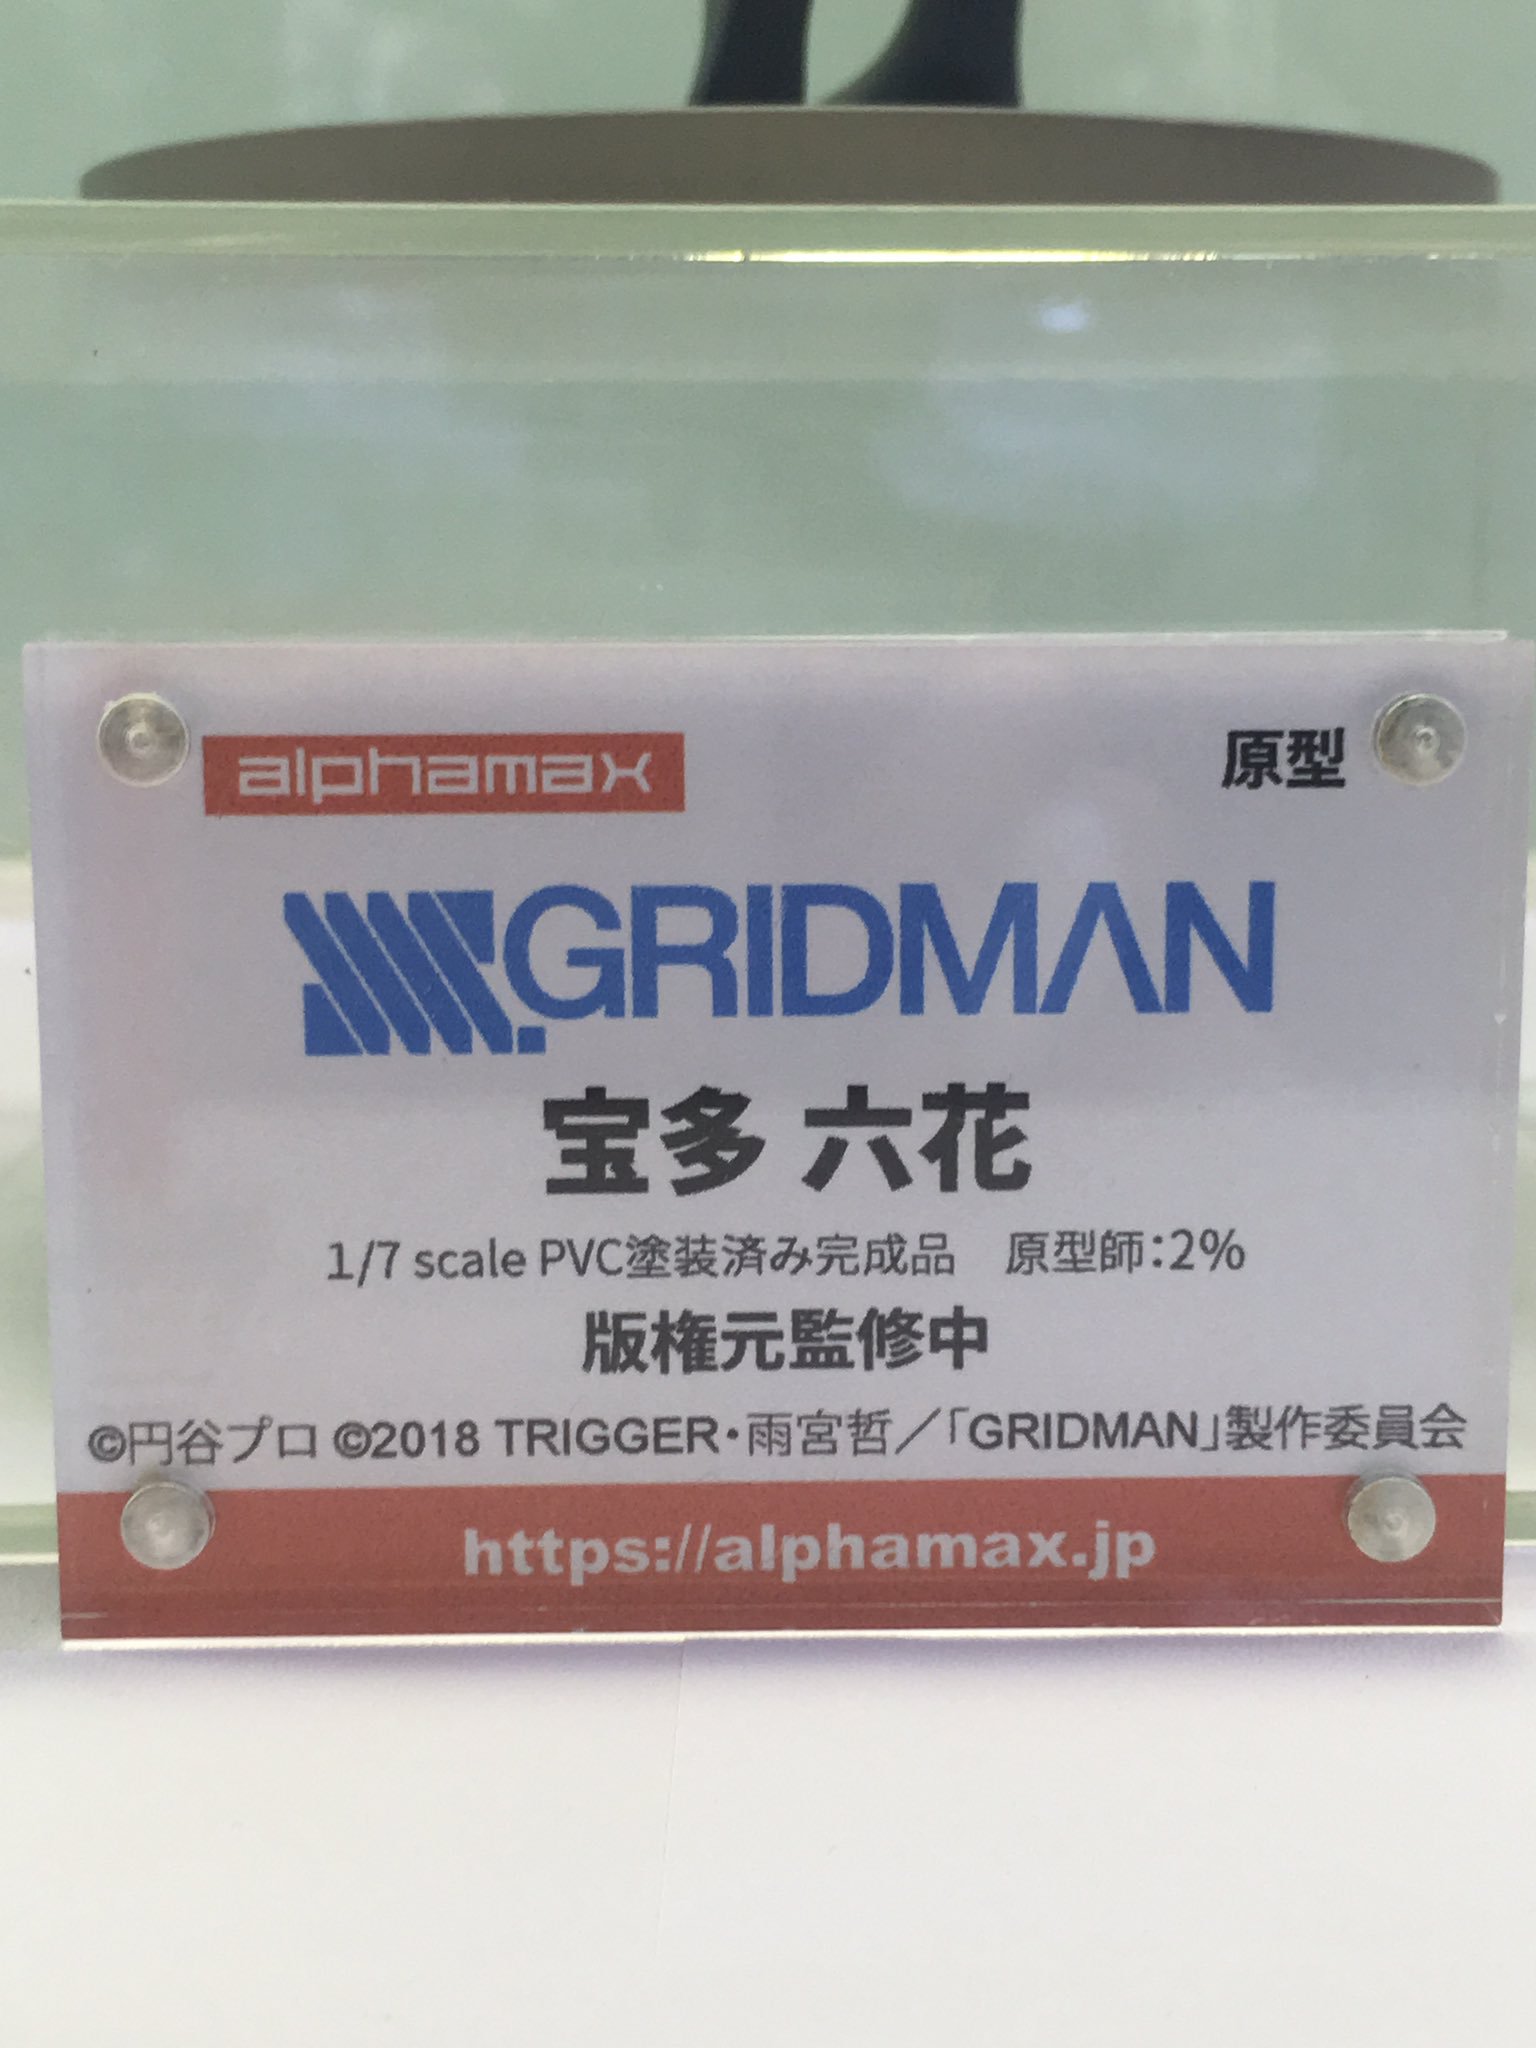 alphamax
原型
GRIDMAN
宝多 六花
1/7 scale PVC塗装済み完成品　原型師:2%
版権元監修中
©円谷プロ ©2018 TRIGGER・雨宮哲／「GRIDMAN」製作委員会
https://alphamax.jp